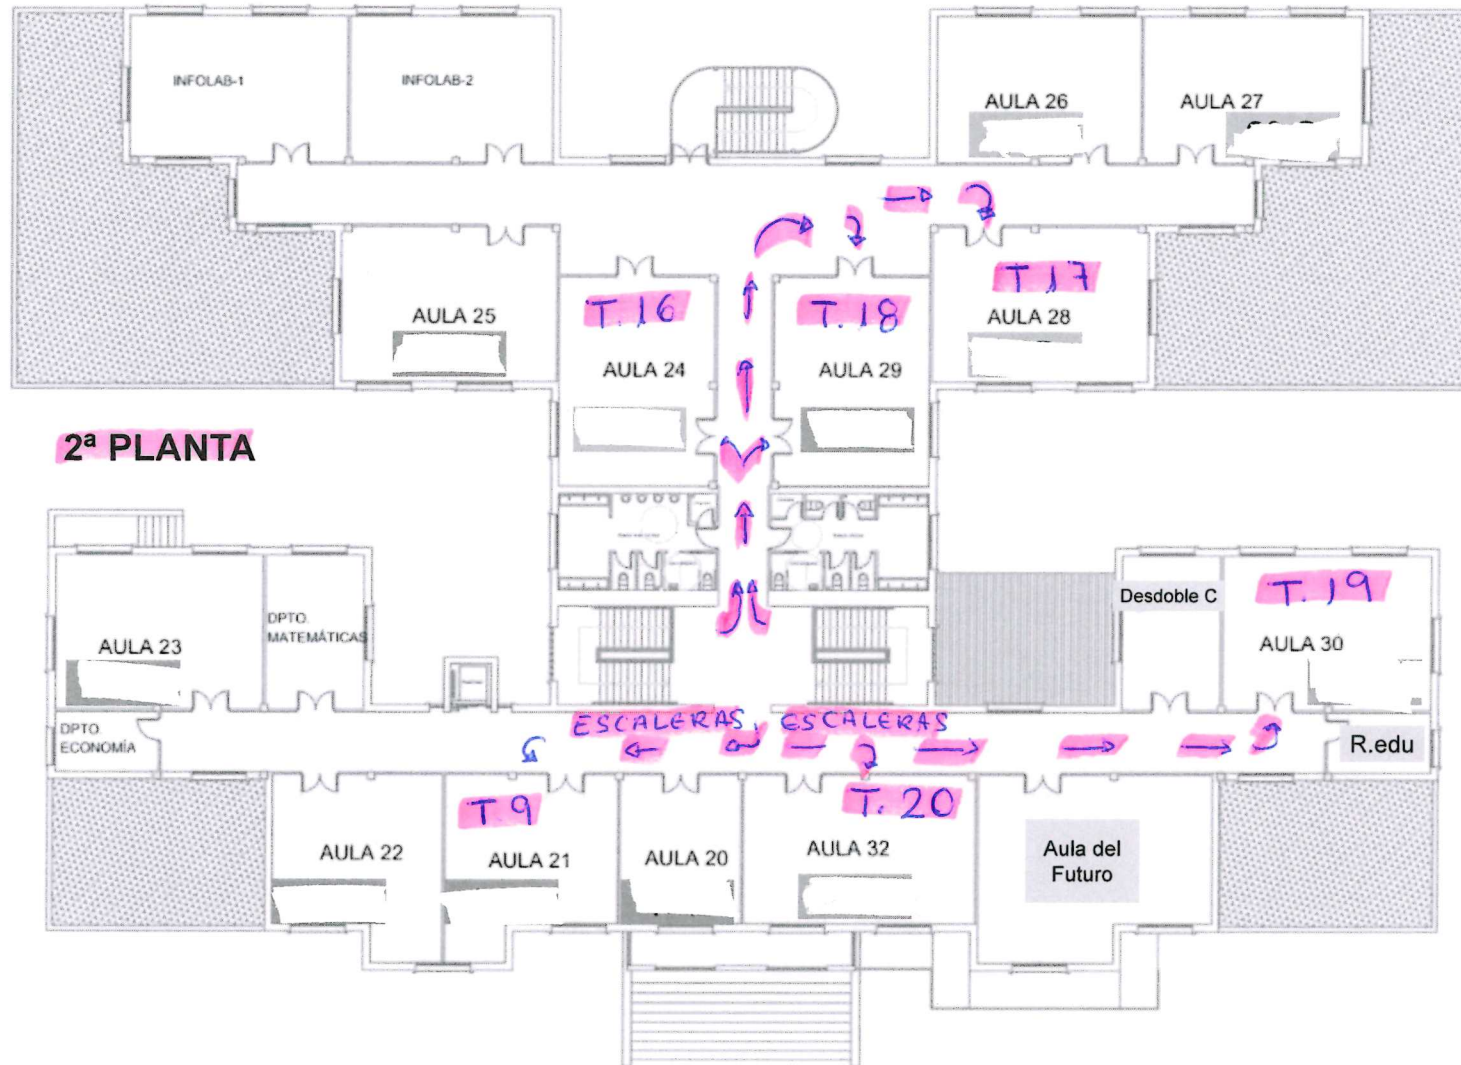 INFOLAB-1
INFOLAB-2
AULA 26
AULA 27
T.17
T.16
T.18
AULA 25
AULA 28
AULA 24
AULA 29
2ª PLANTA
Desdoble C
T.19
DPTO.
MATEMÁTICAS
AULA 23
AULA 30
ESCALERAS
ESCALERAS
DPTO.
ECONOMÍA
R.edu
T.9
T.20
AULA 22
AULA 21
AULA 20
AULA 32
Aula del
Futuro